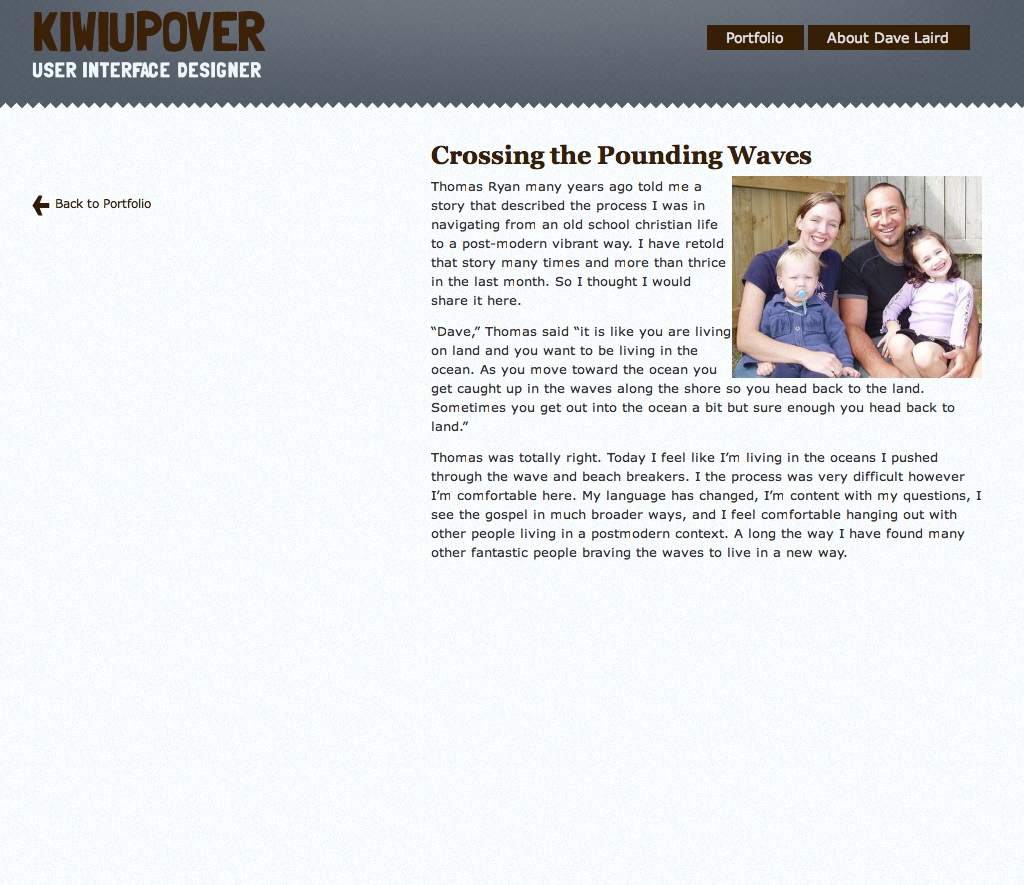 KIWIUPOVER
USER INTERFACE DESIGNER
Portfolio
About Dave Laird
Back to Portfolio
Crossing the Pounding Waves
Thomas Ryan many years ago told me a
story that described the process I was in
navigating from an old school christian life
to a post-modern vibrant way. I have retold
that story many times and more than thrice
in the last month. So I thought I would
share it here.
“Dave,” Thomas said “it is like you are living
on land and you want to be living in the
ocean. As you move toward the ocean you
get caught up in the waves along the shore so you head back to the land.
Sometimes you get out into the ocean a bit but sure enough you head back to
land.”
Thomas was totally right. Today I feel like I’m living in the oceans I pushed
through the wave and beach breakers. I the process was very difficult however
I’m comfortable here. My language has changed, I’m content with my questions, I
see the gospel in much broader ways, and I feel comfortable hanging out with
other people living in a postmodern context. A long the way I have found many
other fantastic people braving the waves to live in a new way.